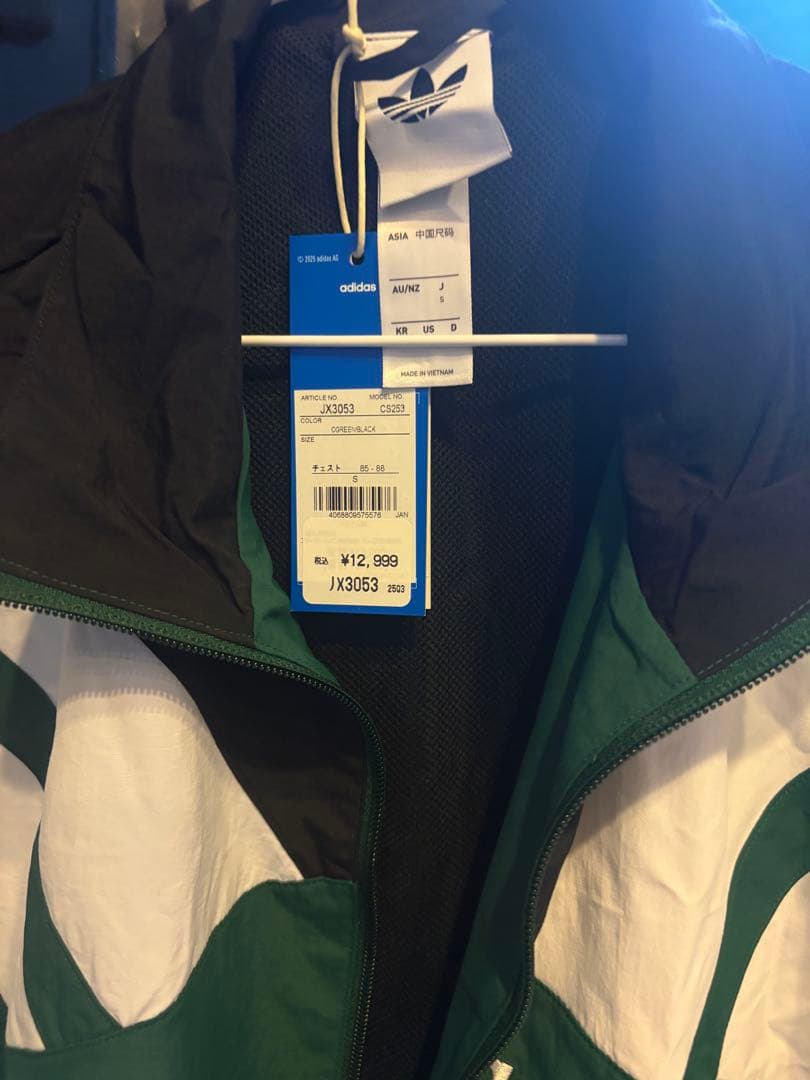 ASIA 中国尺码
AU/NZ J
S
KR US D
MADE IN VIETNAM
© 2025 adidas AG
adidas
ARTICLE NO. MODEL NO.
JX3053 CS253
COLOR
CGREEN/BLACK
SIZE
チェスト 85 - 88
S
4068809575576 JAN
税込 ¥12,999
JX3053 25Q3